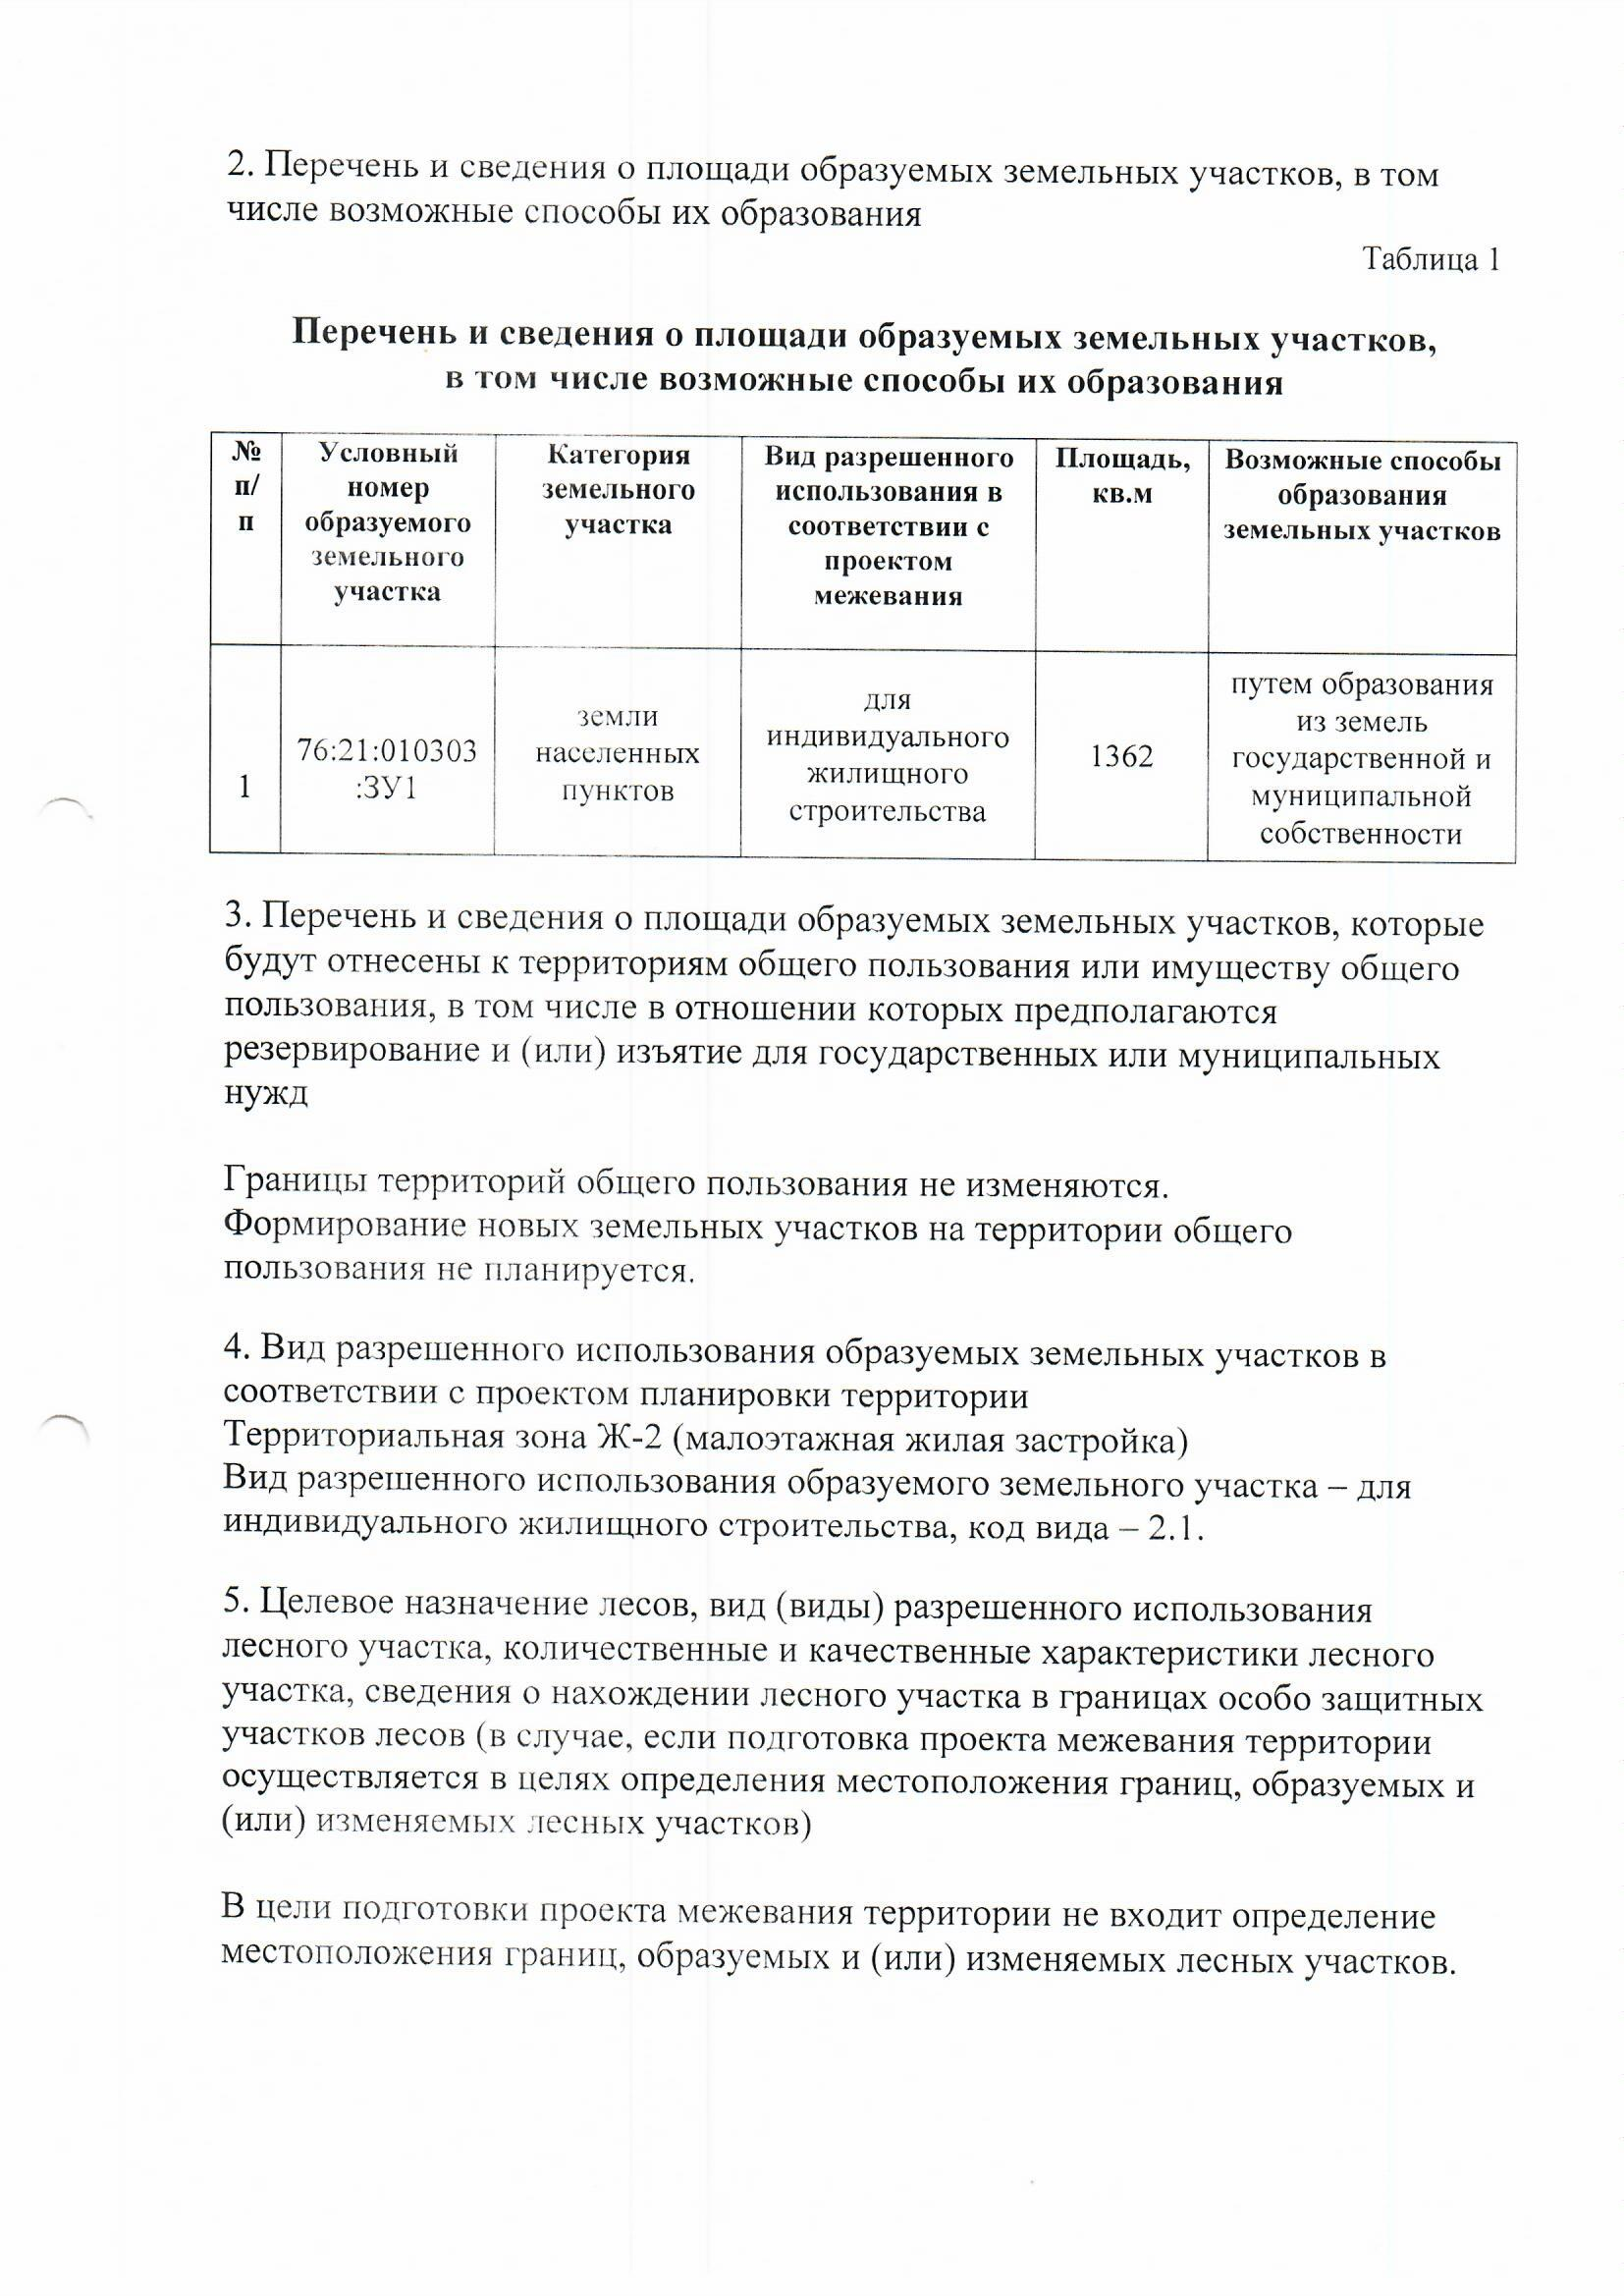 2. Перечень и сведения о площади образуемых земельных участков, в том
числе возможные способы их образования
Таблица 1
Перечень и сведения о площади образуемых земельных участков,
в том числе возможные способы их образования
№
п/
п
Условный
номер
образуемого
земельного
участка
Категория
земельного
участка
Вид разрешенного
использования в
соответствии с
проектом
межевания
Площадь,
кв.м
Возможные способы
образования
земельных участков
1
76:21:010303
:ЗУ1
земли
населенных
пунктов
для
индивидуального
жилищного
строительства
1362
путем образования
из земель
государственной и
муниципальной
собственности
3. Перечень и сведения о площади образуемых земельных участков, которые
будут отнесены к территориям общего пользования или имуществу общего
пользования, в том числе в отношении которых предполагаются
резервирование и (или) изъятие для государственных или муниципальных
нужд
Границы территорий общего пользования не изменяются.
Формирование новых земельных участков на территории общего
пользования не планируется.
4. Вид разрешенного использования образуемых земельных участков в
соответствии с проектом планировки территории
Территориальная зона Ж-2 (малоэтажная жилая застройка)
Вид разрешенного использования образуемого земельного участка – для
индивидуального жилищного строительства, код вида – 2.1.
5. Целевое назначение лесов, вид (виды) разрешенного использования
лесного участка, количественные и качественные характеристики лесного
участка, сведения о нахождении лесного участка в границах особо защитных
участков лесов (в случае, если подготовка проекта межевания территории
осуществляется в целях определения местоположения границ, образуемых и
(или) изменяемых лесных участков)
В цели подготовки проекта межевания территории не входит определение
местоположения границ, образуемых и (или) изменяемых лесных участков.